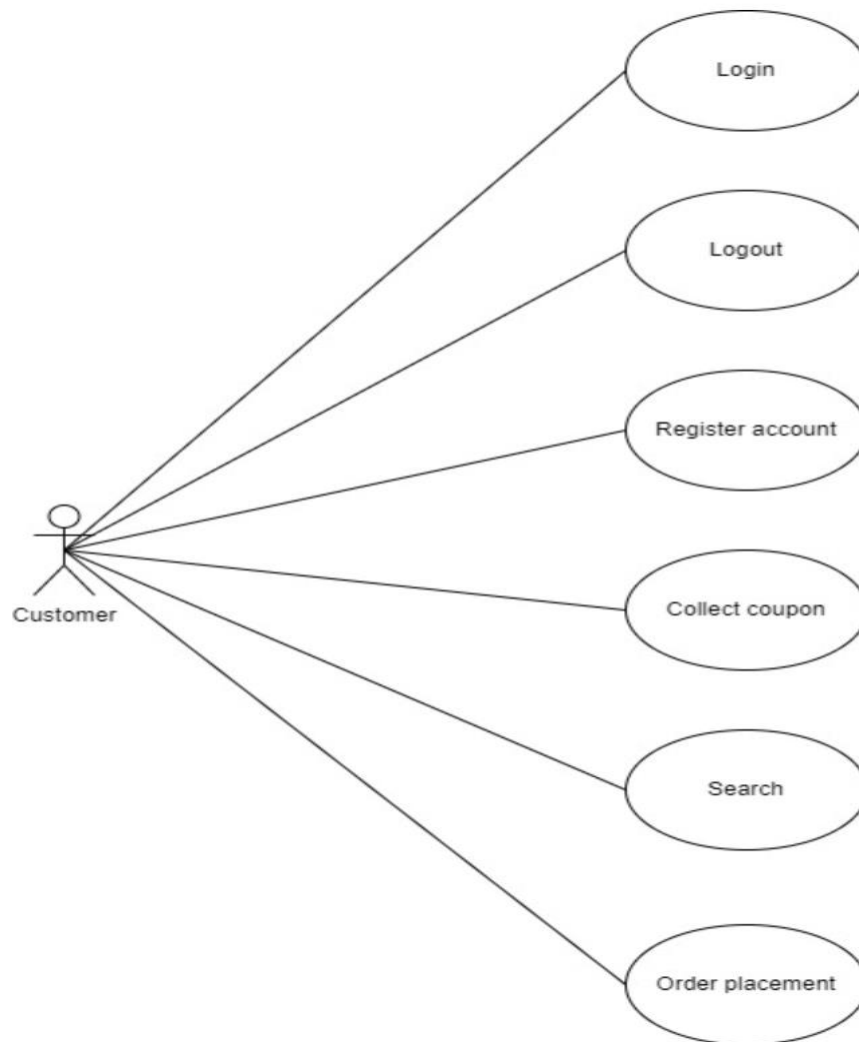 Login
Logout
Register account
Customer
Collect coupon
Search
Order placement